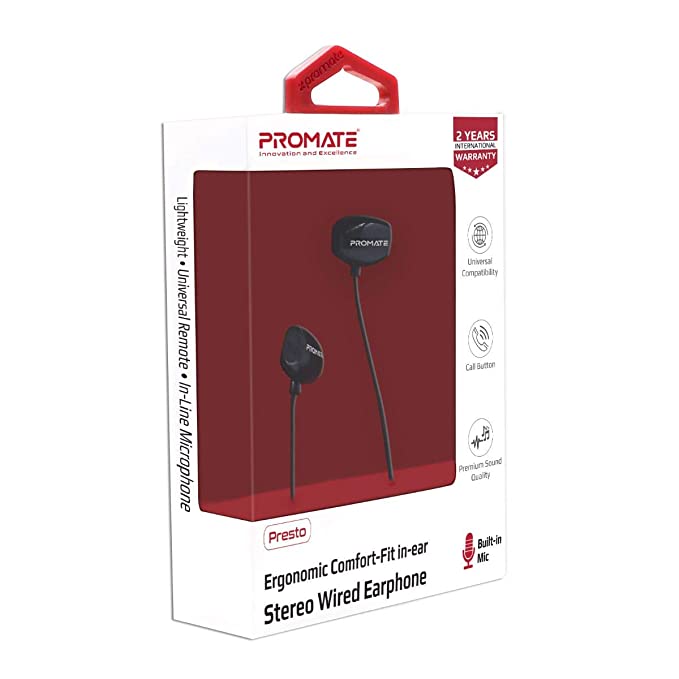 promate
PROMATE®
Innovation and Excellence
2 YEARS
INTERNATIONAL
WARRANTY
Lightweight • Universal Remote • In-Line Microphone
PROMATE
PROMATE
Universal
Compatibility
Call Button
Premium Sound
Quality
Presto
Ergonomic Comfort-Fit in-ear
Stereo Wired Earphone
Built-in
Mic